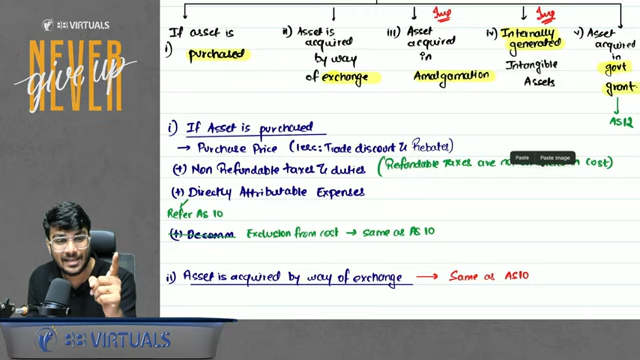 BB VIRTUALS
NEVER
give up
Imp
Imp
If asset is
i) purchased
ii) Asset is
acquired
by way
of exchange
iii) Asset
acquired
in
Amalgamation
iv) Internally
generated
Intangible
Assets
v) Asset
acquired
in
govt
grant
AS12
i) If Asset is purchased
→ Purchase Price (less: Trade discount & Rebates)
(+) Non Refundable taxes & duties (Refundable taxes are cost)
Paste Paste Image
(+) Directly Attributable Expenses
Refer AS 10
(+) Decomm Exclusion from cost → same as AS 10
ii) Asset is acquired by way of exchange → Same as AS10
BB VIRTUALS